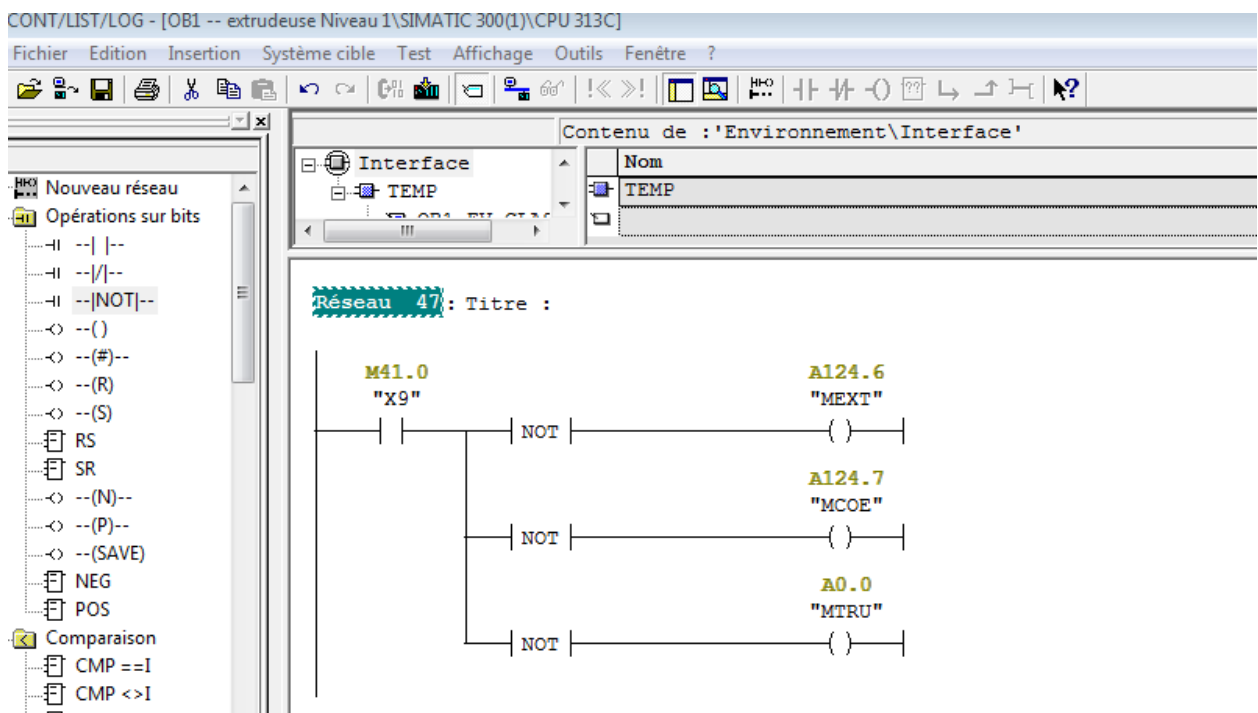 CONT/LIST/LOG - [OB1 -- extrudeuse Niveau 1\SIMATIC 300(1)\CPU 313C]
Fichier Edition Insertion Système cible Test Affichage Outils Fenêtre ?
Contenu de :'Environnement\Interface'
Interface
Nom
TEMP
TEMP
Nouveau réseau
Opérations sur bits
--| |--
--|/|--
--|NOT|--
--()
--(#)--
--(R)
--(S)
RS
SR
--(N)--
--(P)--
--(SAVE)
NEG
POS
Comparaison
CMP ==I
CMP <>I
Réseau 47 : Titre :
M41.0
"X9"
A124.6
"MEXT"
NOT
( )
A124.7
"MCOE"
NOT
( )
A0.0
"MTRU"
NOT
( )